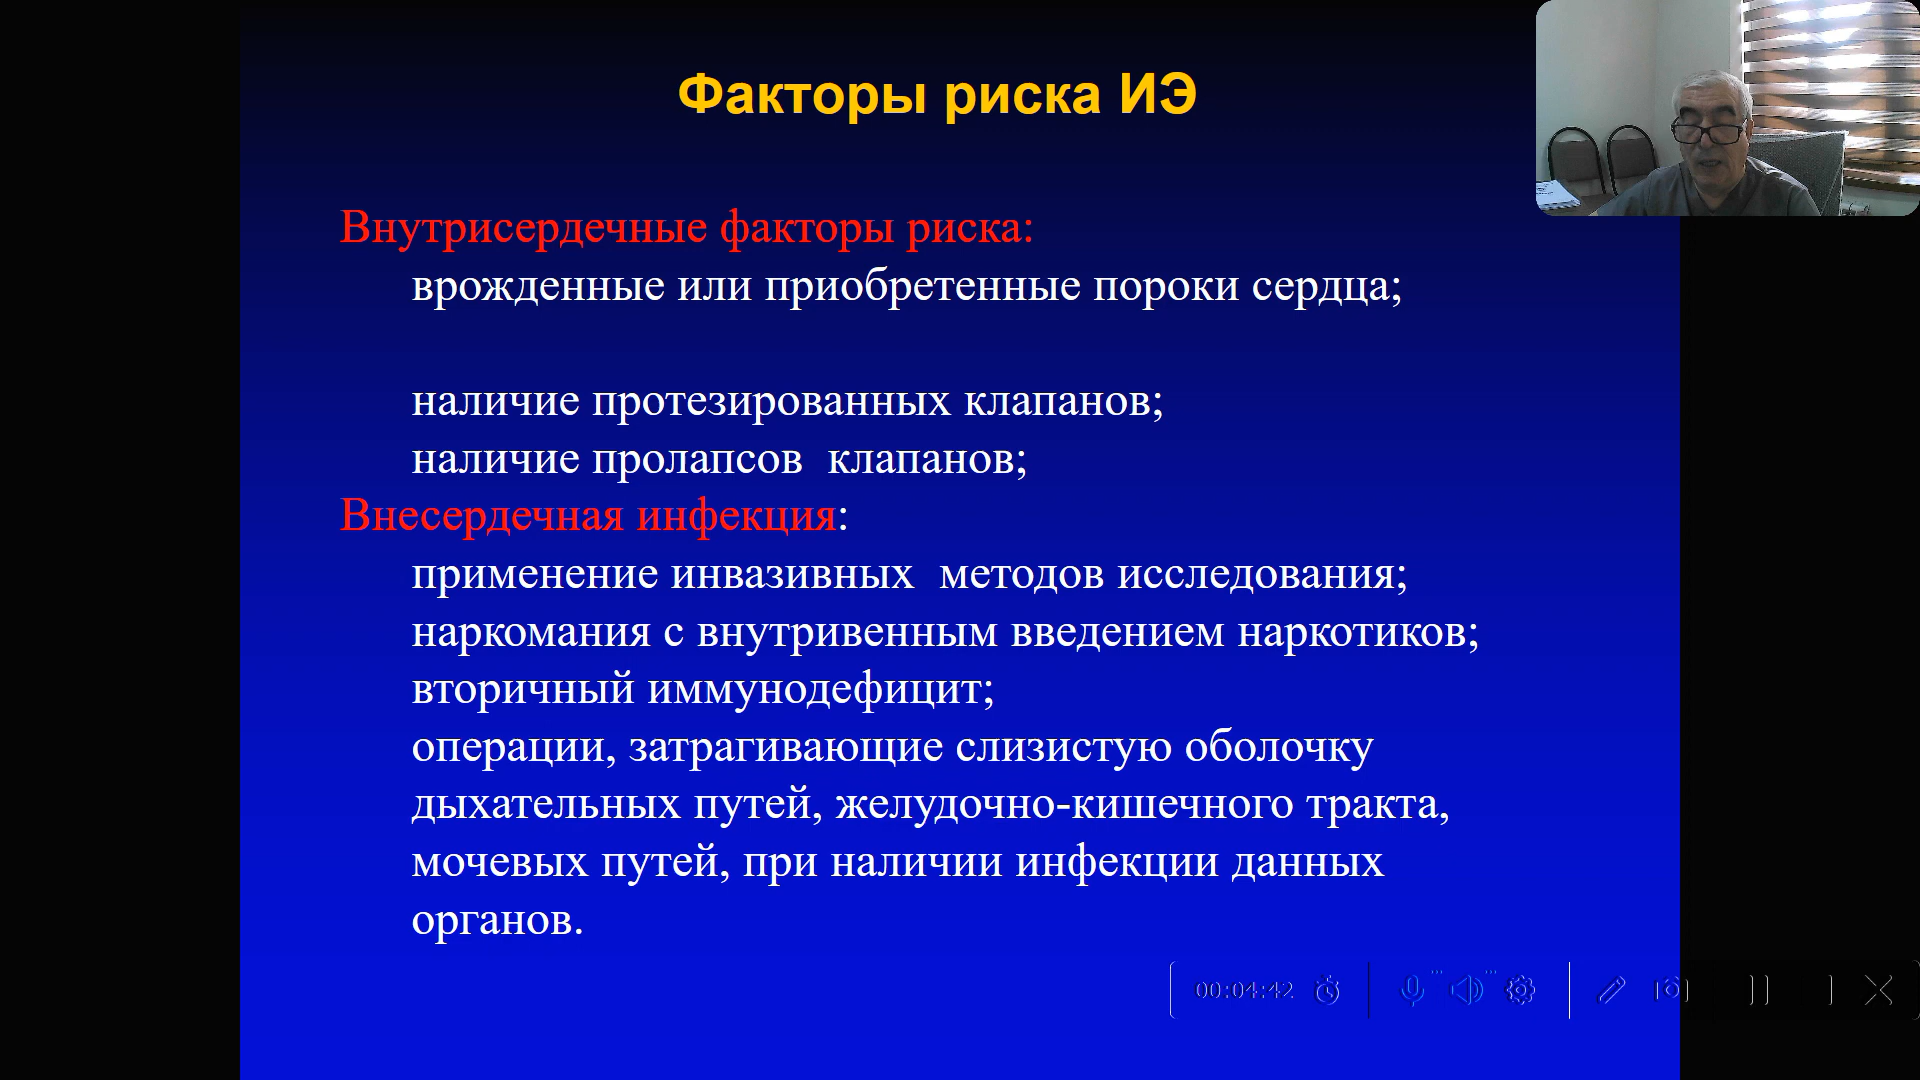 Факторы риска ИЭ
Внутрисердечные факторы риска:
врожденные или приобретенные пороки сердца;
наличие протезированных клапанов;
наличие пролапсов  клапанов;
Внесердечная инфекция:
применение инвазивных  методов исследования;
наркомания с внутривенным введением наркотиков;
вторичный иммунодефицит;
операции, затрагивающие слизистую оболочку
дыхательных путей, желудочно-кишечного тракта,
мочевых путей, при наличии инфекции данных
органов.
00:04:42